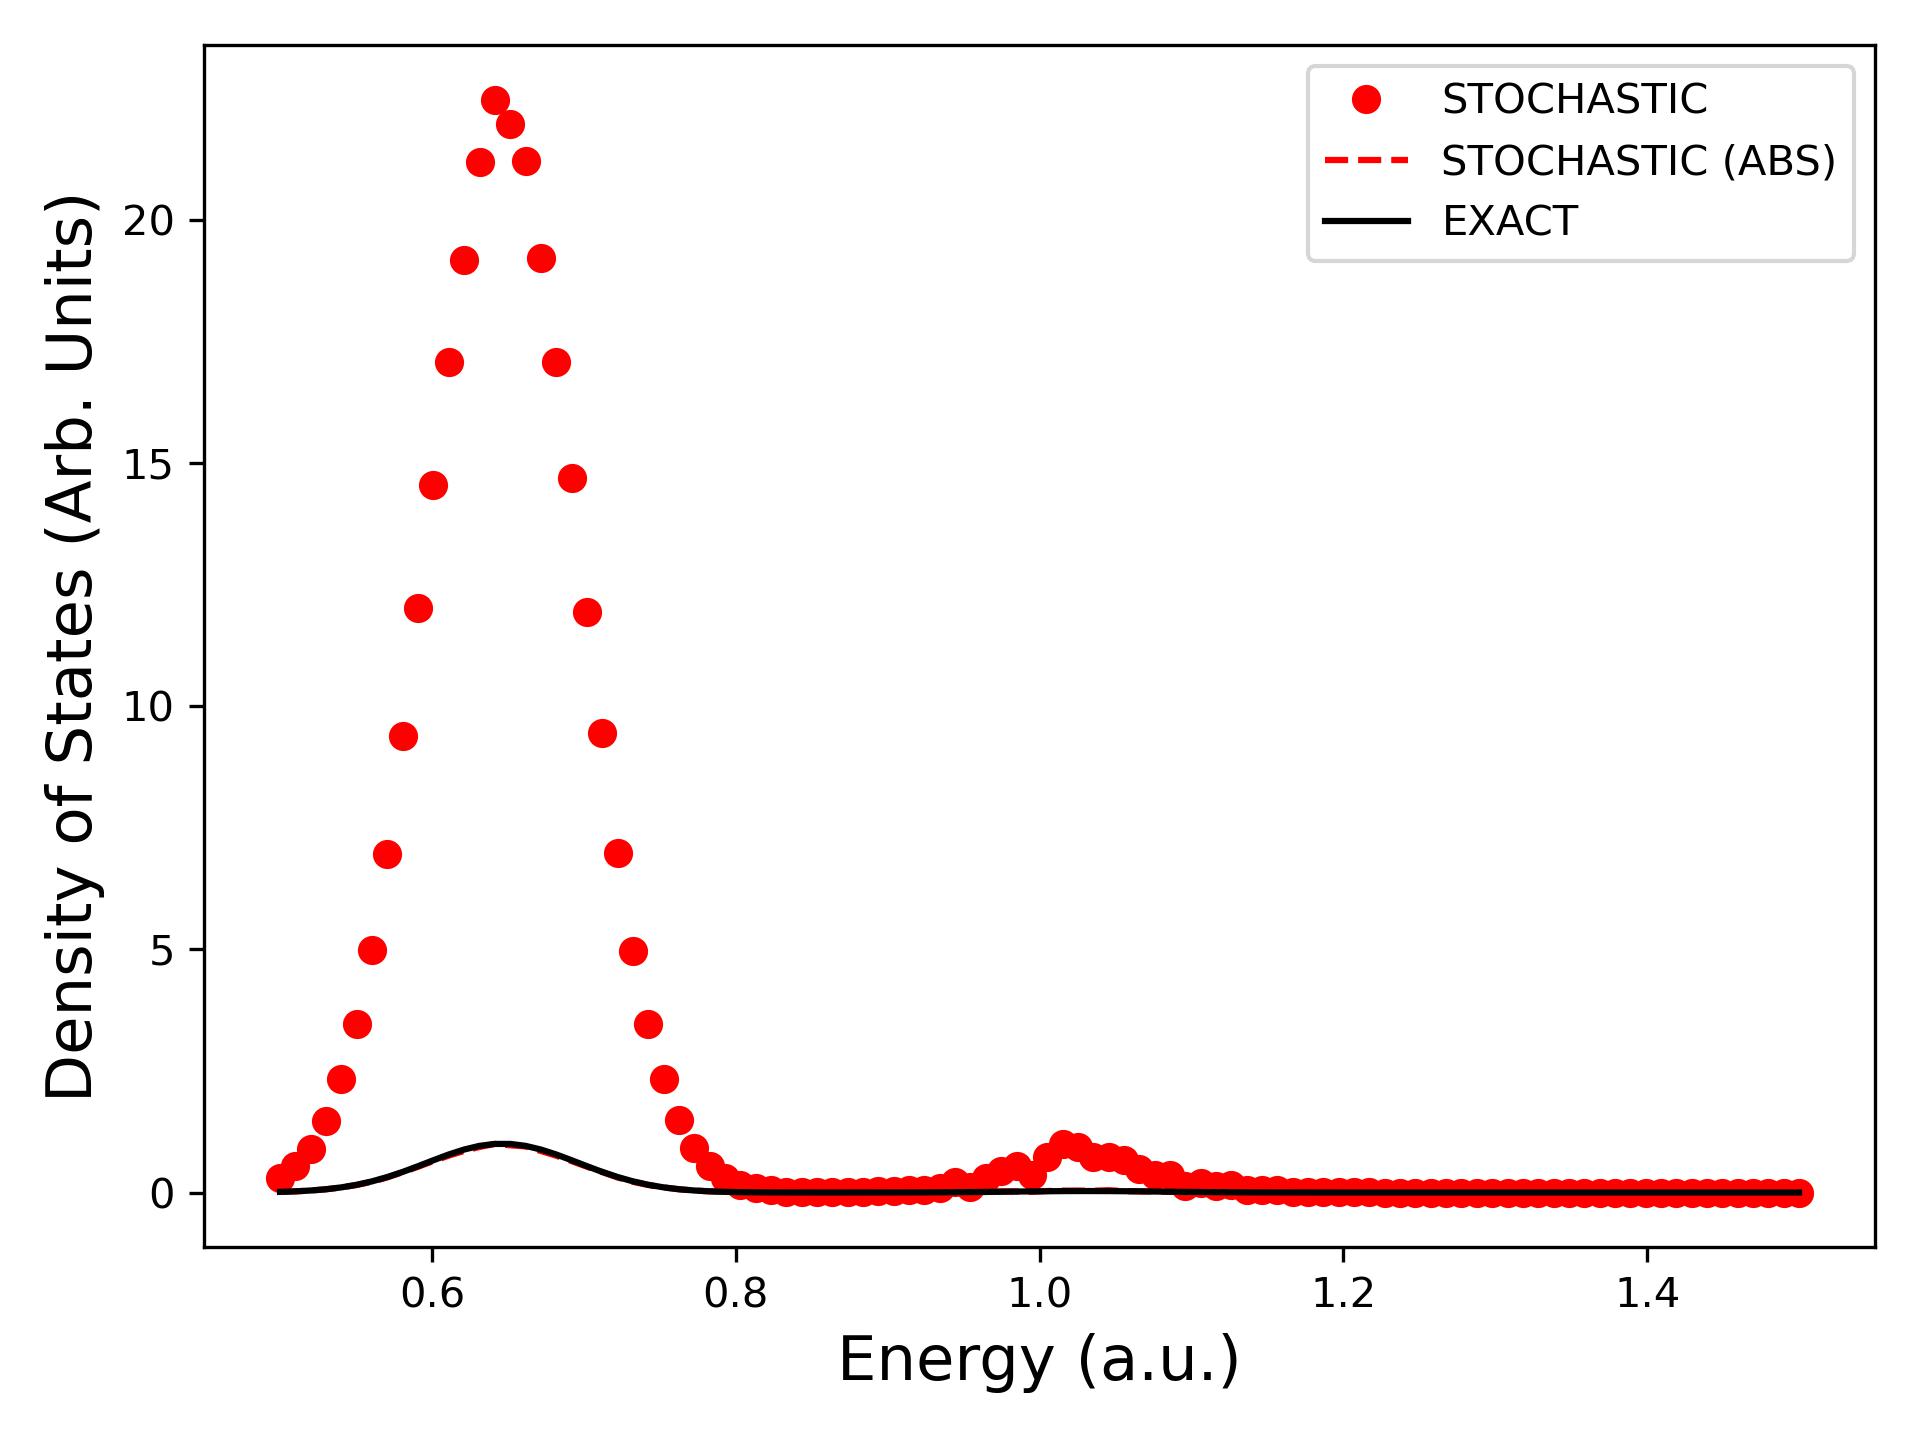 STOCHASTIC
STOCHASTIC (ABS)
EXACT
Density of States (Arb. Units)
20
15
10
5
0
0.6 0.8 1.0 1.2 1.4
Energy (a.u.)